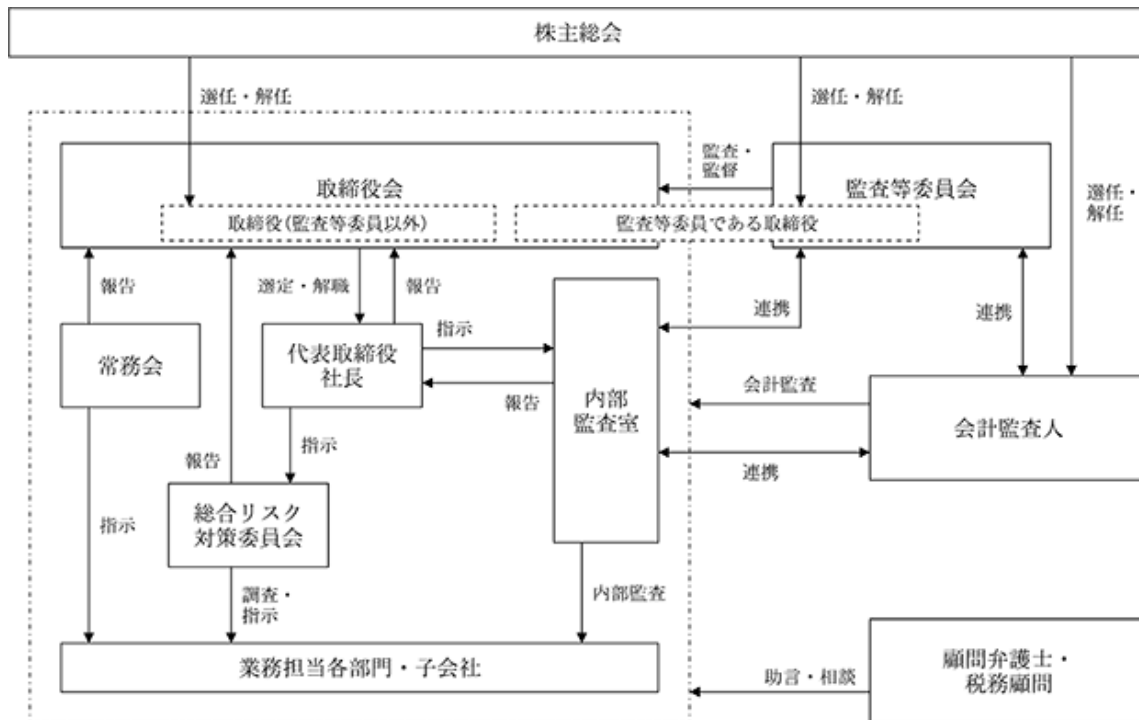 株主総会
選任・解任
選任・解任
選任・
解任
監査・
監督
取締役会
監査等委員会
取締役(監査等委員以外)
監査等委員である取締役
報告
選定・解職
報告
連携
連携
常務会
代表取締役
社長
指示
報告
内部
監査室
会計監査
会計監査人
連携
指示
報告
総合リスク
対策委員会
指示
調査・
指示
内部監査
業務担当各部門・子会社
助言・相談
顧問弁護士・
税務顧問